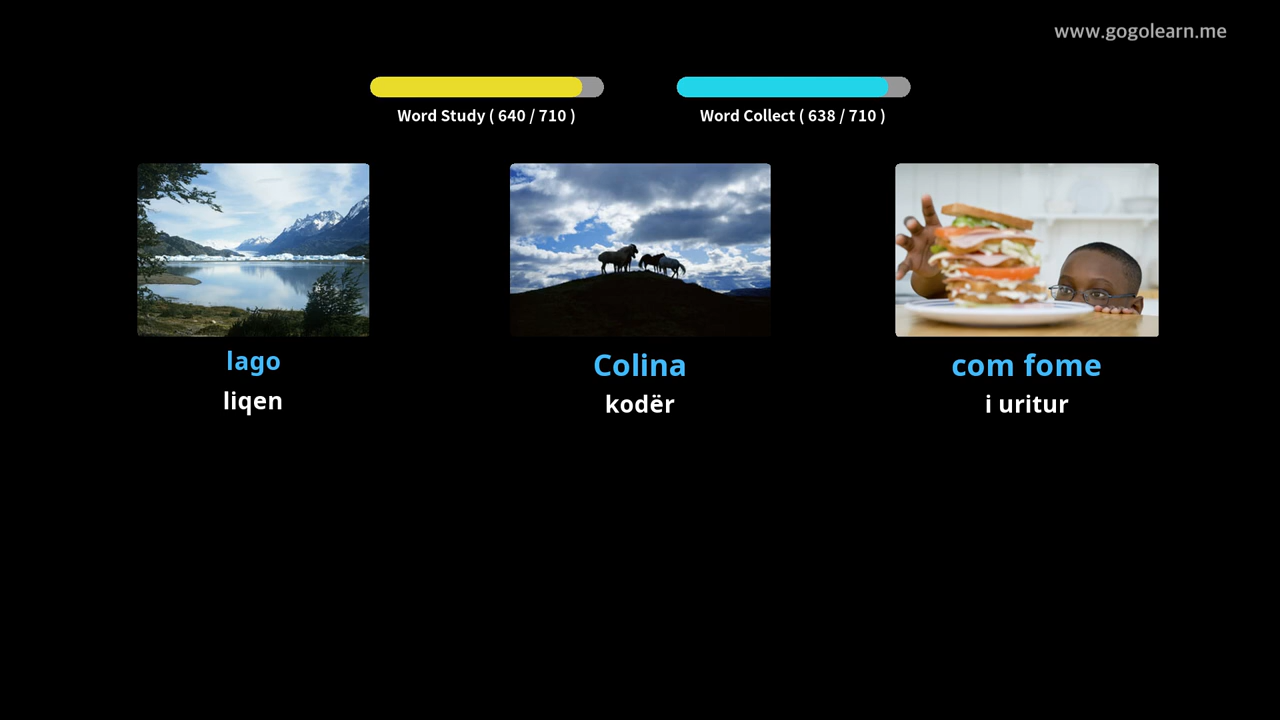 www.gogolearn.me
Word Study ( 640 / 710 )
Word Collect ( 638 / 710 )
lago
liqen
Colina
kodër
com fome
i uritur